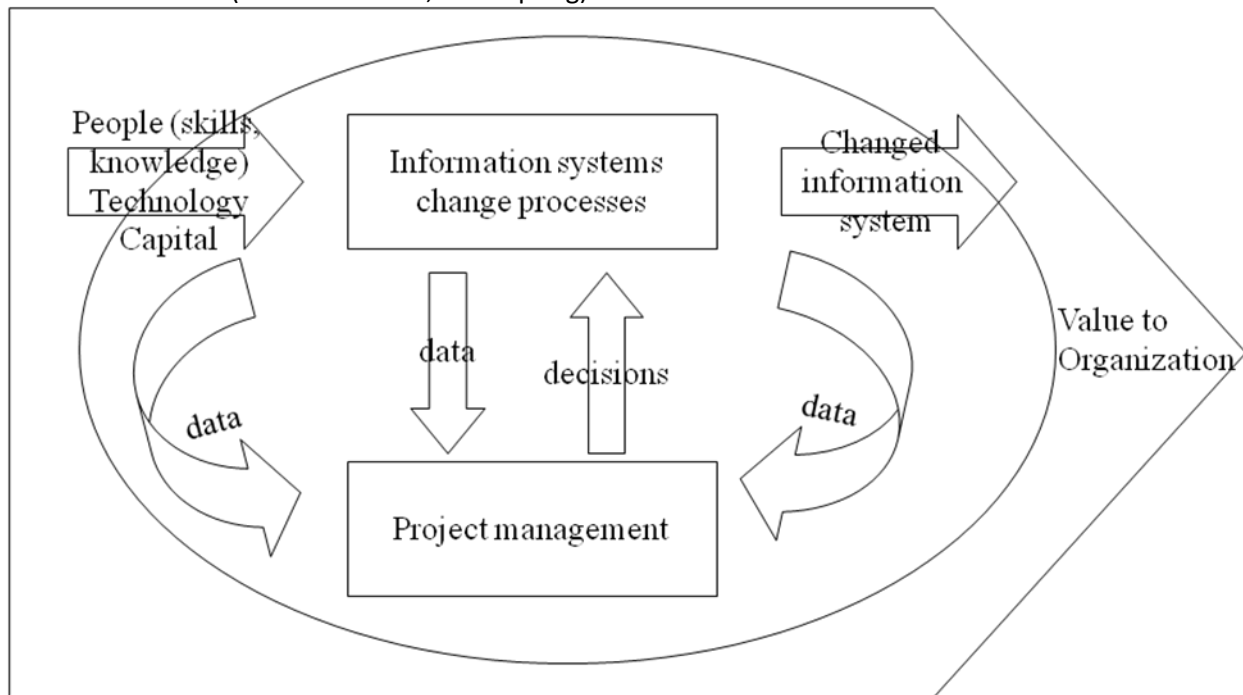 People (skills,
knowledge)
Technology
Capital
Information systems
change processes
Changed
information
system
data
decisions
data
data
Value to
Organization
Project management